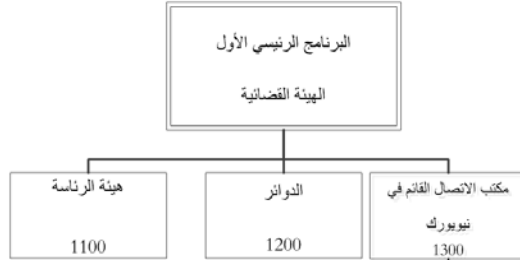 البرنامج الرئيسي الأول
الهيئة القضائية
مكتب الاتصال القائم في
نيويورك
1300
الدوائر
1200
هيئة الرئاسة
1100